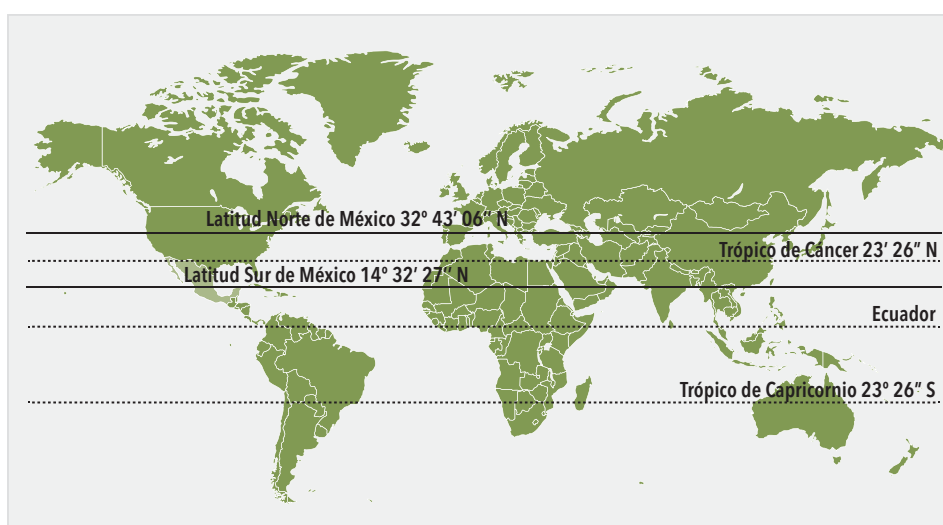 Latitud Norte de México 32º 43’ 06’’ N
Trópico de Cáncer 23’ 26’’ N
Latitud Sur de México 14º 32’ 27’’ N
Ecuador
Trópico de Capricornio 23º 26’’ S